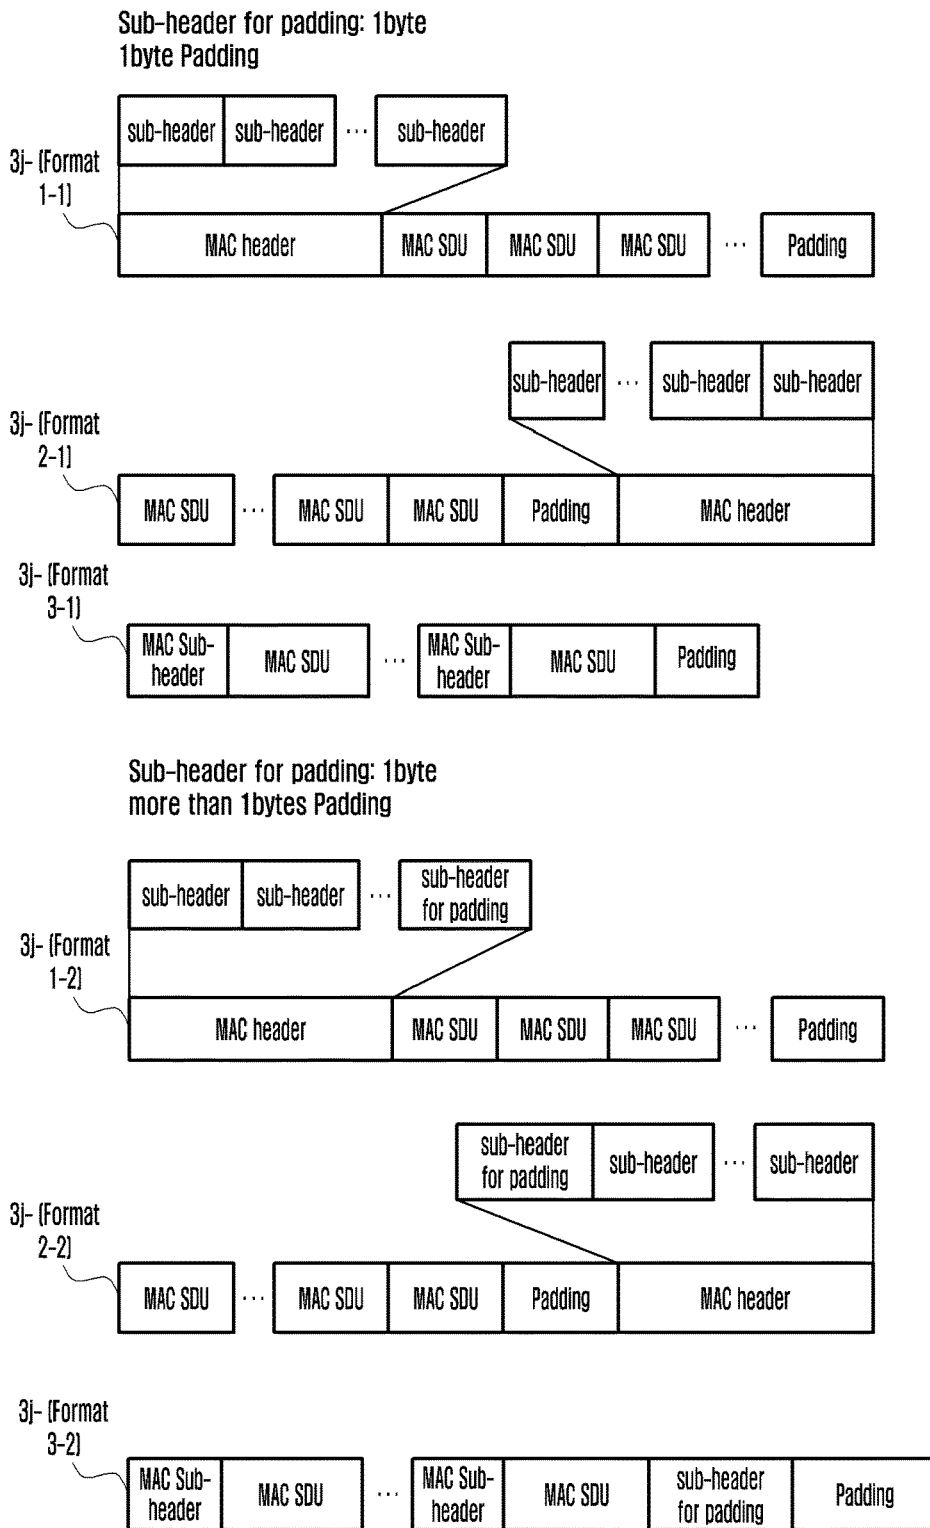 Sub-header for padding: 1byte
1byte Padding
sub-header sub-header ... sub-header
3j- (Format
1-1)
MAC header MAC SDU MAC SDU MAC SDU ... Padding
sub-header ... sub-header sub-header
3j- (Format
2-1)
MAC SDU ... MAC SDU MAC SDU Padding MAC header
3j- (Format
3-1)
MAC Sub-
header MAC SDU ... MAC Sub-
header MAC SDU Padding
Sub-header for padding: 1byte
more than 1bytes Padding
sub-header sub-header ... sub-header
for padding
3j- (Format
1-2)
MAC header MAC SDU MAC SDU MAC SDU ... Padding
sub-header
for padding sub-header ... sub-header
3j- (Format
2-2)
MAC SDU ... MAC SDU MAC SDU Padding MAC header
3j- (Format
3-2)
MAC Sub-
header MAC SDU ... MAC Sub-
header MAC SDU sub-header
for padding Padding